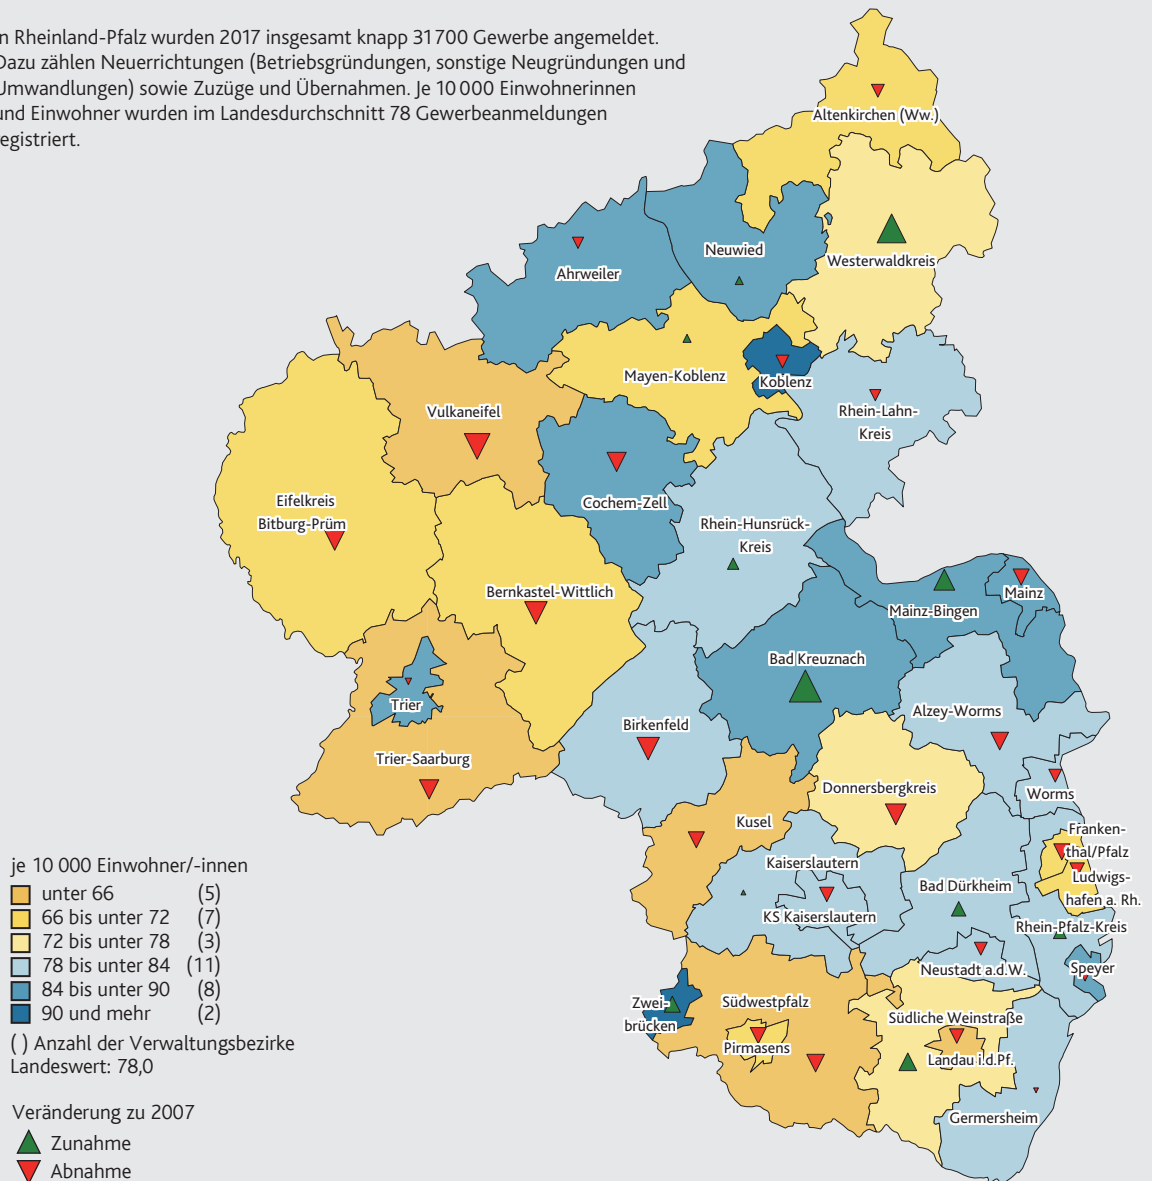 n Rheinland-Pfalz wurden 2017 insgesamt knapp 31 700 Gewerbe angemeldet.
Dazu zählen Neuerrichtungen (Betriebsgründungen, sonstige Neugründungen und
Umwandlungen) sowie Zuzüge und Übernahmen. Je 10 000 Einwohnerinnen
und Einwohner wurden im Landesdurchschnitt 78 Gewerbeanmeldungen
registriert.
Altenkirchen (Ww.)
Neuwied
Westerwaldkreis
Ahrweiler
Mayen-Koblenz
Koblenz
Rhein-Lahn-
Kreis
Vulkaneifel
Eifelkreis
Bitburg-Prüm
Cochem-Zell
Rhein-Hunsrück-
Kreis
Bernkastel-Wittlich
Mainz
Mainz-Bingen
Bad Kreuznach
Trier
Alzey-Worms
Birkenfeld
Trier-Saarburg
Donnersbergkreis
Worms
Kusel
Franken-
thal/Pfalz
Kaiserslautern
Ludwigs-
hafen a. Rh.
Bad Dürkheim
KS Kaiserslautern
Rhein-Pfalz-Kreis
Neustadt a.d.W.
Speyer
Zwei-
brücken
Südwestpfalz
Südliche Weinstraße
Pirmasens
Landau i.d.Pf.
Germersheim
je 10 000 Einwohner/-innen
unter 66 (5)
66 bis unter 72 (7)
72 bis unter 78 (3)
78 bis unter 84 (11)
84 bis unter 90 (8)
90 und mehr (2)
( ) Anzahl der Verwaltungsbezirke
Landeswert: 78,0
Veränderung zu 2007
Zunahme
Abnahme